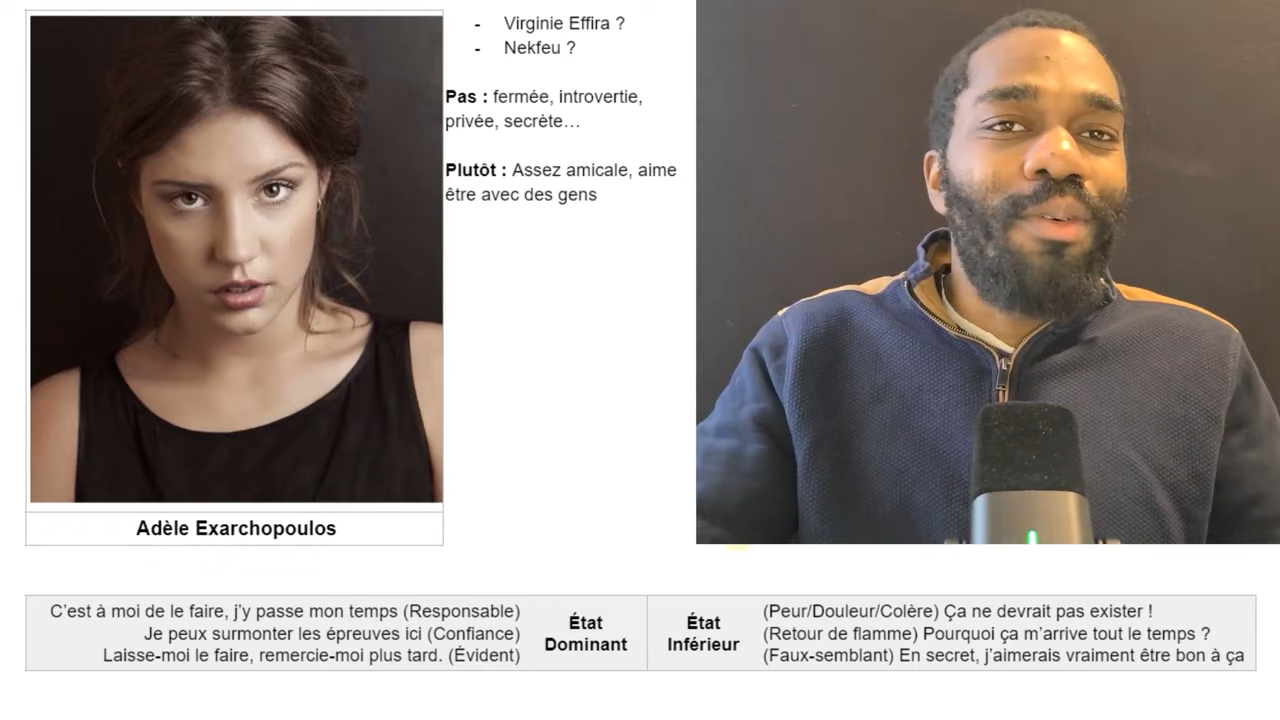 - Virginie Effira ?
- Nekfeu ?
Pas : fermée, introvertie,
privée, secrète…
Plutôt : Assez amicale, aime
être avec des gens
Adèle Exarchopoulos
C'est à moi de le faire, j'y passe mon temps (Responsable)
Je peux surmonter les épreuves ici (Confiance)
Laisse-moi le faire, remercie-moi plus tard. (Évident)
État
Dominant
État
Inférieur
(Peur/Douleur/Colère) Ça ne devrait pas exister !
(Retour de flamme) Pourquoi ça m'arrive tout le temps ?
(Faux-semblant) En secret, j'aimerais vraiment être bon à ça